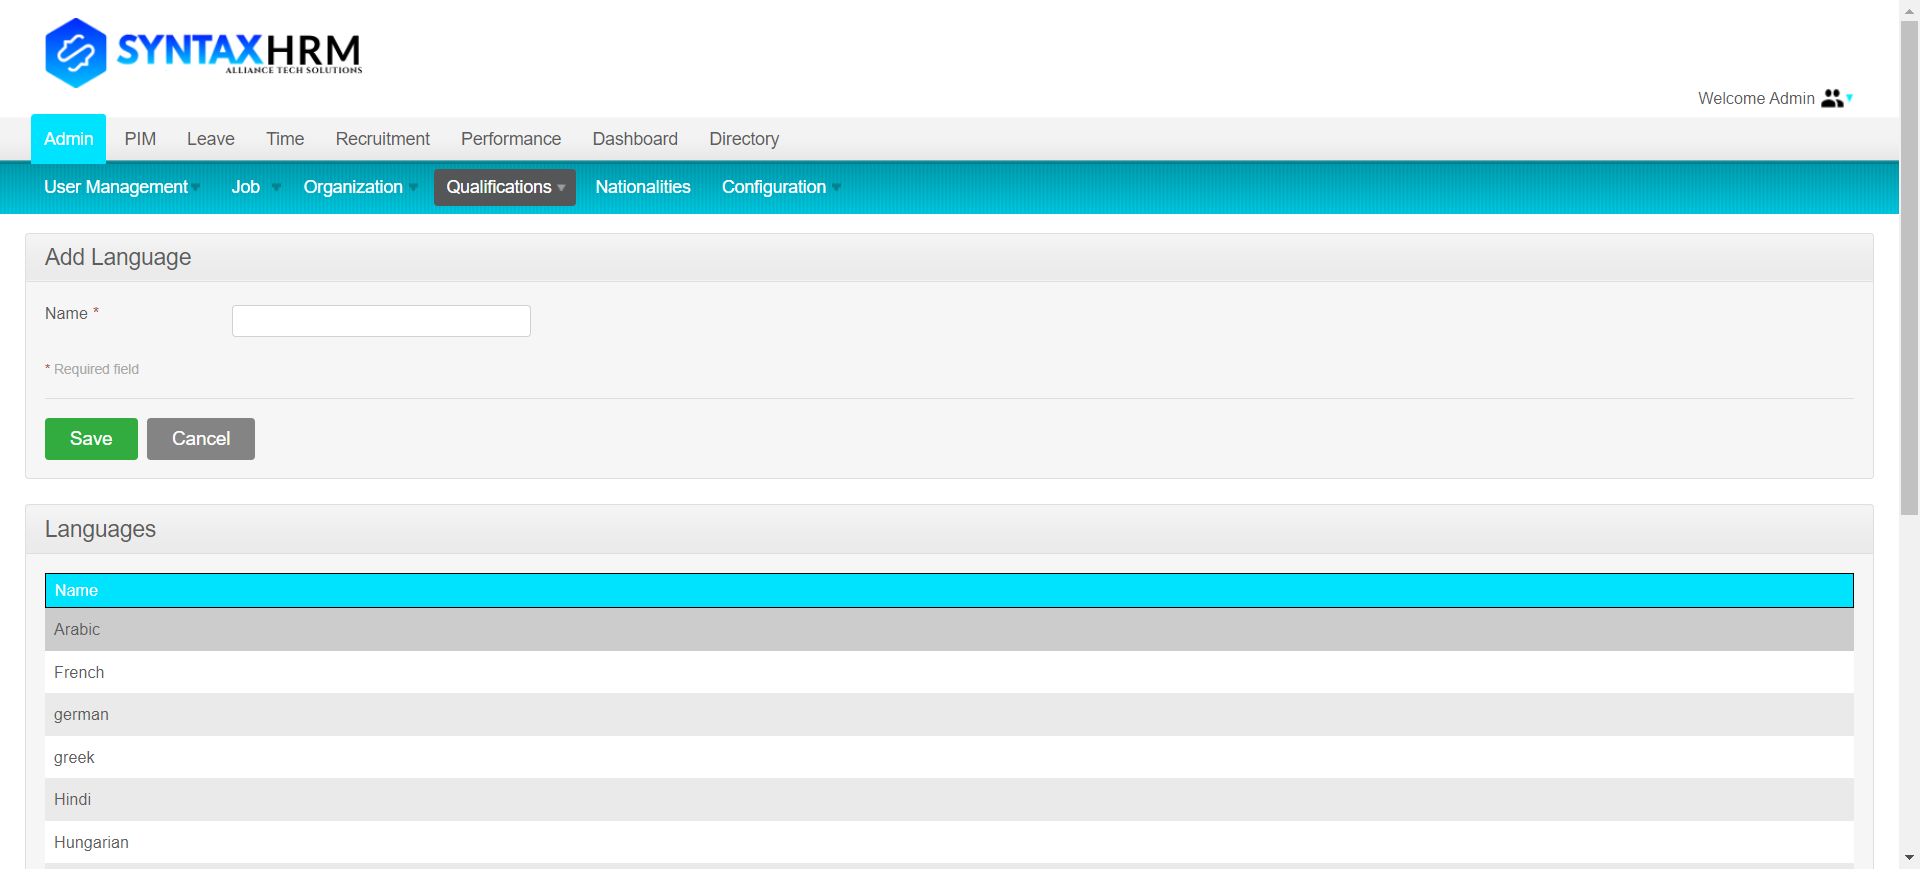 SYNTAXHRM
ALLIANCE TECH SOLUTIONS
Welcome Admin
Admin PIM Leave Time Recruitment Performance Dashboard Directory
User Management Job Organization Qualifications Nationalities Configuration
Add Language
Name *
* Required field
Save Cancel
Languages
Name
Arabic
French
german
greek
Hindi
Hungarian